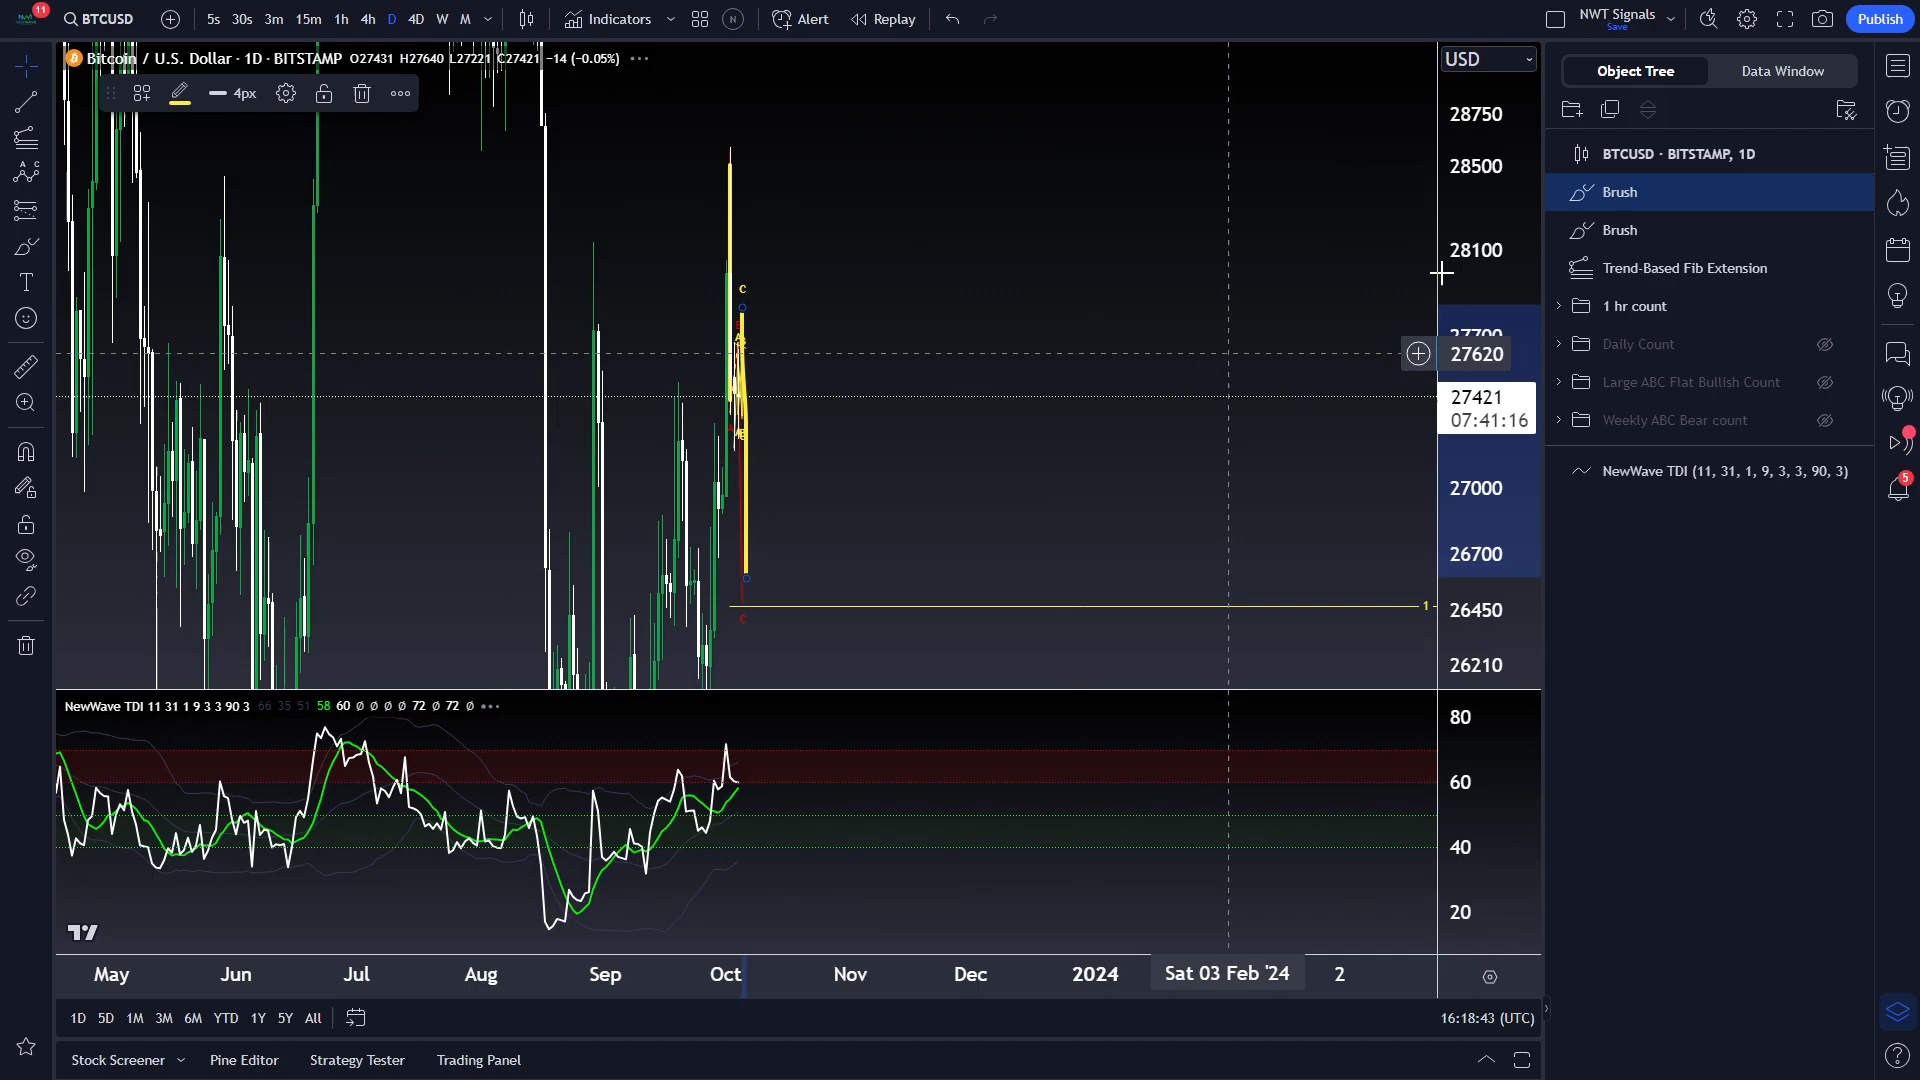 11
BTCUSD
5s 30s 3m 15m 1h 4h D 4D W M
Indicators
N
Alert
Replay
NWT Signals
Save
Publish
Bitcoin / U.S. Dollar · 1D · BITSTAMP O27431 H27640 L27221 C27421 −14 (−0.05%)
4px
USD
28750
28500
28100
27700
27620
27421
07:41:16
27000
26700
26450
26210
C
C
1
Object Tree
Data Window
BTCUSD · BITSTAMP, 1D
Brush
Brush
Trend-Based Fib Extension
1 hr count
Daily Count
Large ABC Flat Bullish Count
Weekly ABC Bear count
NewWave TDI (11, 31, 1, 9, 3, 3, 90, 3)
5
NewWave TDI 11 31 1 9 3 3 90 3 66 35 51 58 60 ∅ ∅ ∅ ∅ 72 ∅ 72 ∅
80
60
40
20
May Jun Jul Aug Sep Oct Nov Dec 2024 Sat 03 Feb '24 2
1D 5D 1M 3M 6M YTD 1Y 5Y All
16:18:43 (UTC)
Stock Screener
Pine Editor
Strategy Tester
Trading Panel